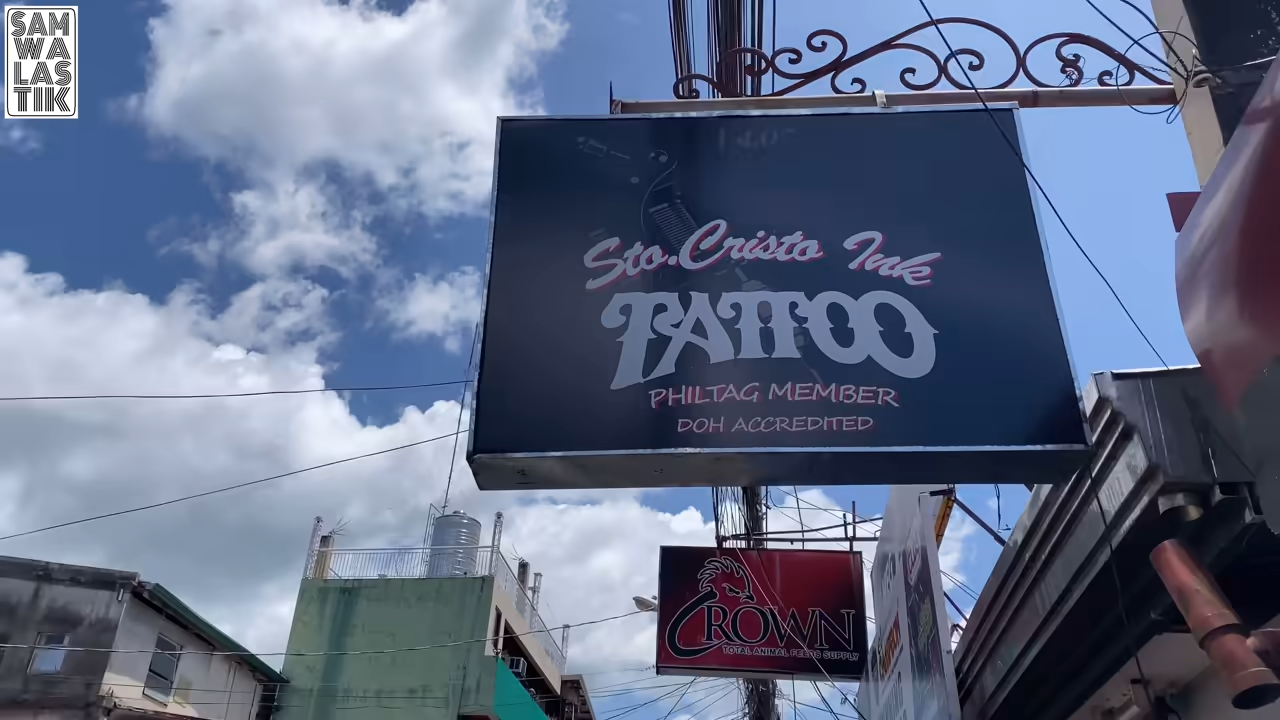 SAM
WA
LAS
TIK
Sto. Cristo Ink
TATTOO
PHILTAG MEMBER
DOH ACCREDITED
CROWN
TOTAL ANIMAL FEEDS SUPPLY